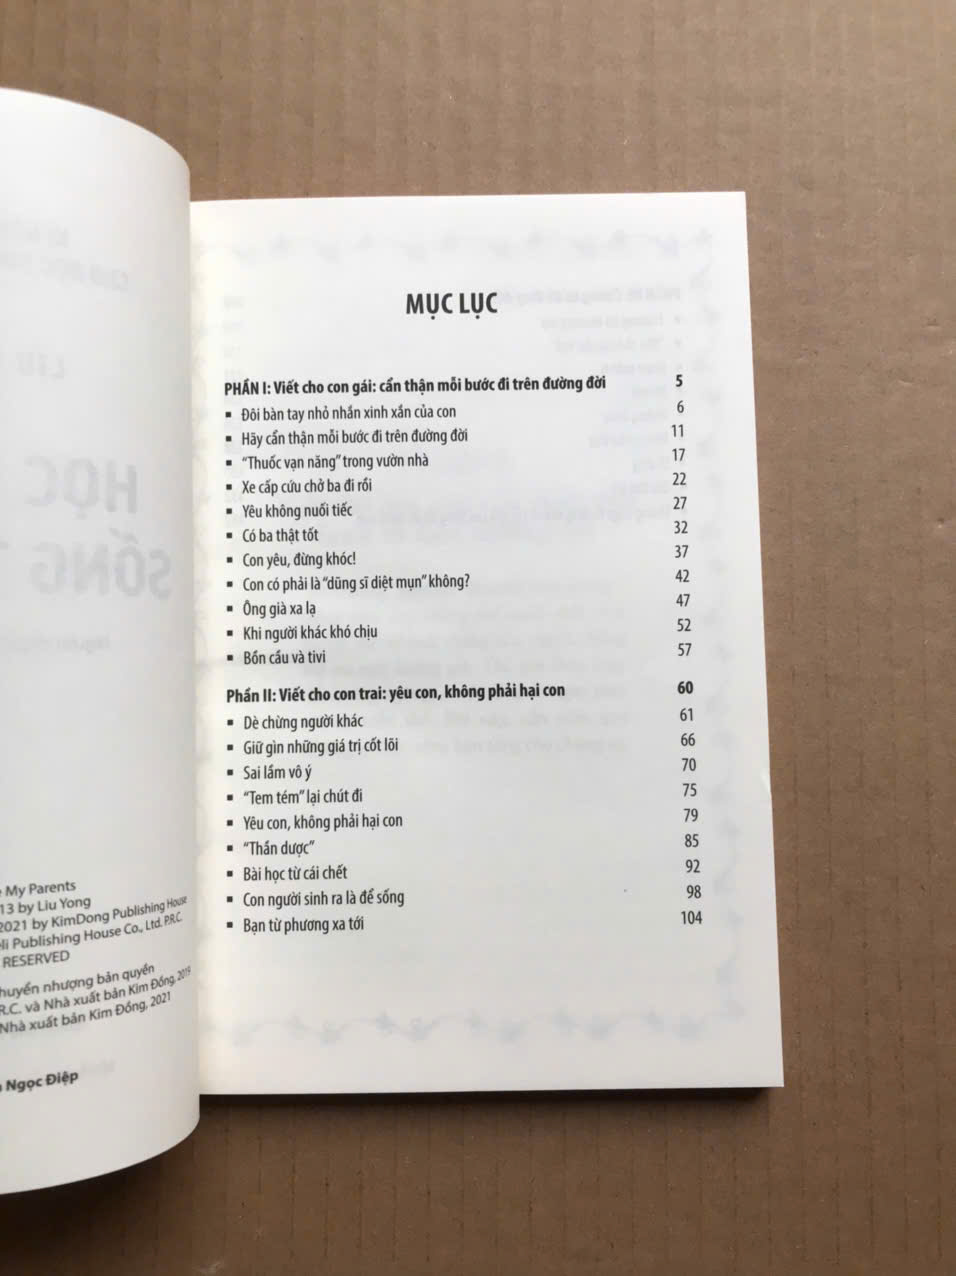 My Parents
13 by Liu Yong
2021 by KimDong Publishing House
Publishing House Co., Ltd. P.R.C.
RESERVED
nhượng bản quyền
R.C. và Nhà xuất bản Kim Đồng, 2019
Nhà xuất bản Kim Đồng, 2021
Ngọc Điệp
MỤC LỤC
PHẦN I: Viết cho con gái: cẩn thận mỗi bước đi trên đường đời 5
▪ Đôi bàn tay nhỏ nhắn xinh xắn của con 6
▪ Hãy cẩn thận mỗi bước đi trên đường đời 11
▪ “Thuốc vạn năng” trong vườn nhà 17
▪ Xe cấp cứu chở ba đi rồi 22
▪ Yêu không nuối tiếc 27
▪ Có ba thật tốt 32
▪ Con yêu, đừng khóc! 37
▪ Con có phải là “dũng sĩ diệt mụn” không? 42
▪ Ông già xa lạ 47
▪ Khi người khác khó chịu 52
▪ Bồn cầu và tivi 57
Phần II: Viết cho con trai: yêu con, không phải hại con 60
▪ Dè chừng người khác 61
▪ Giữ gìn những giá trị cốt lõi 66
▪ Sai lầm vô ý 70
▪ “Tem tém” lại chút đi 75
▪ Yêu con, không phải hại con 79
▪ “Thần dược” 85
▪ Bài học từ cái chết 92
▪ Con người sinh ra là để sống 98
▪ Bạn từ phương xa tới 104